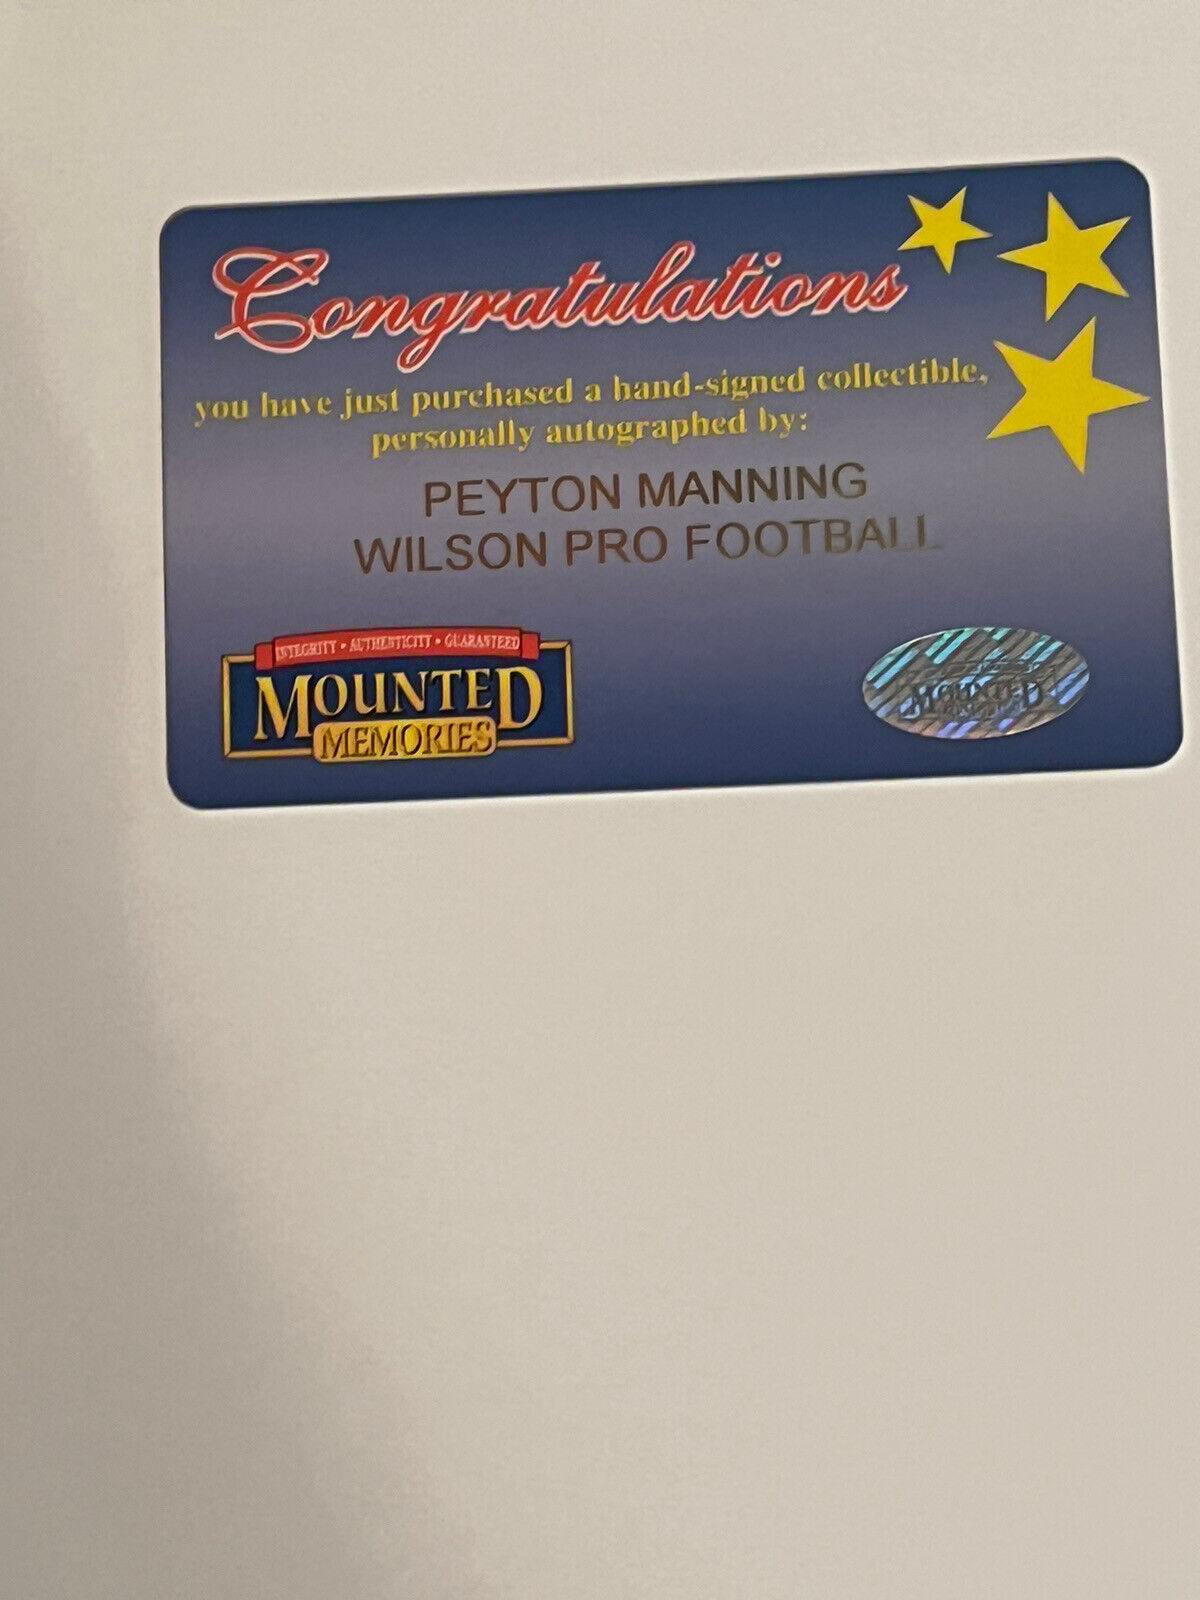 Congratulations
you have just purchased a hand-signed collectible,
personally autographed by:
PEYTON MANNING
WILSON PRO FOOTBALL
INTEGRITY • AUTHENTICITY • GUARANTEED
MOUNTED
MEMORIES
MOUNTED